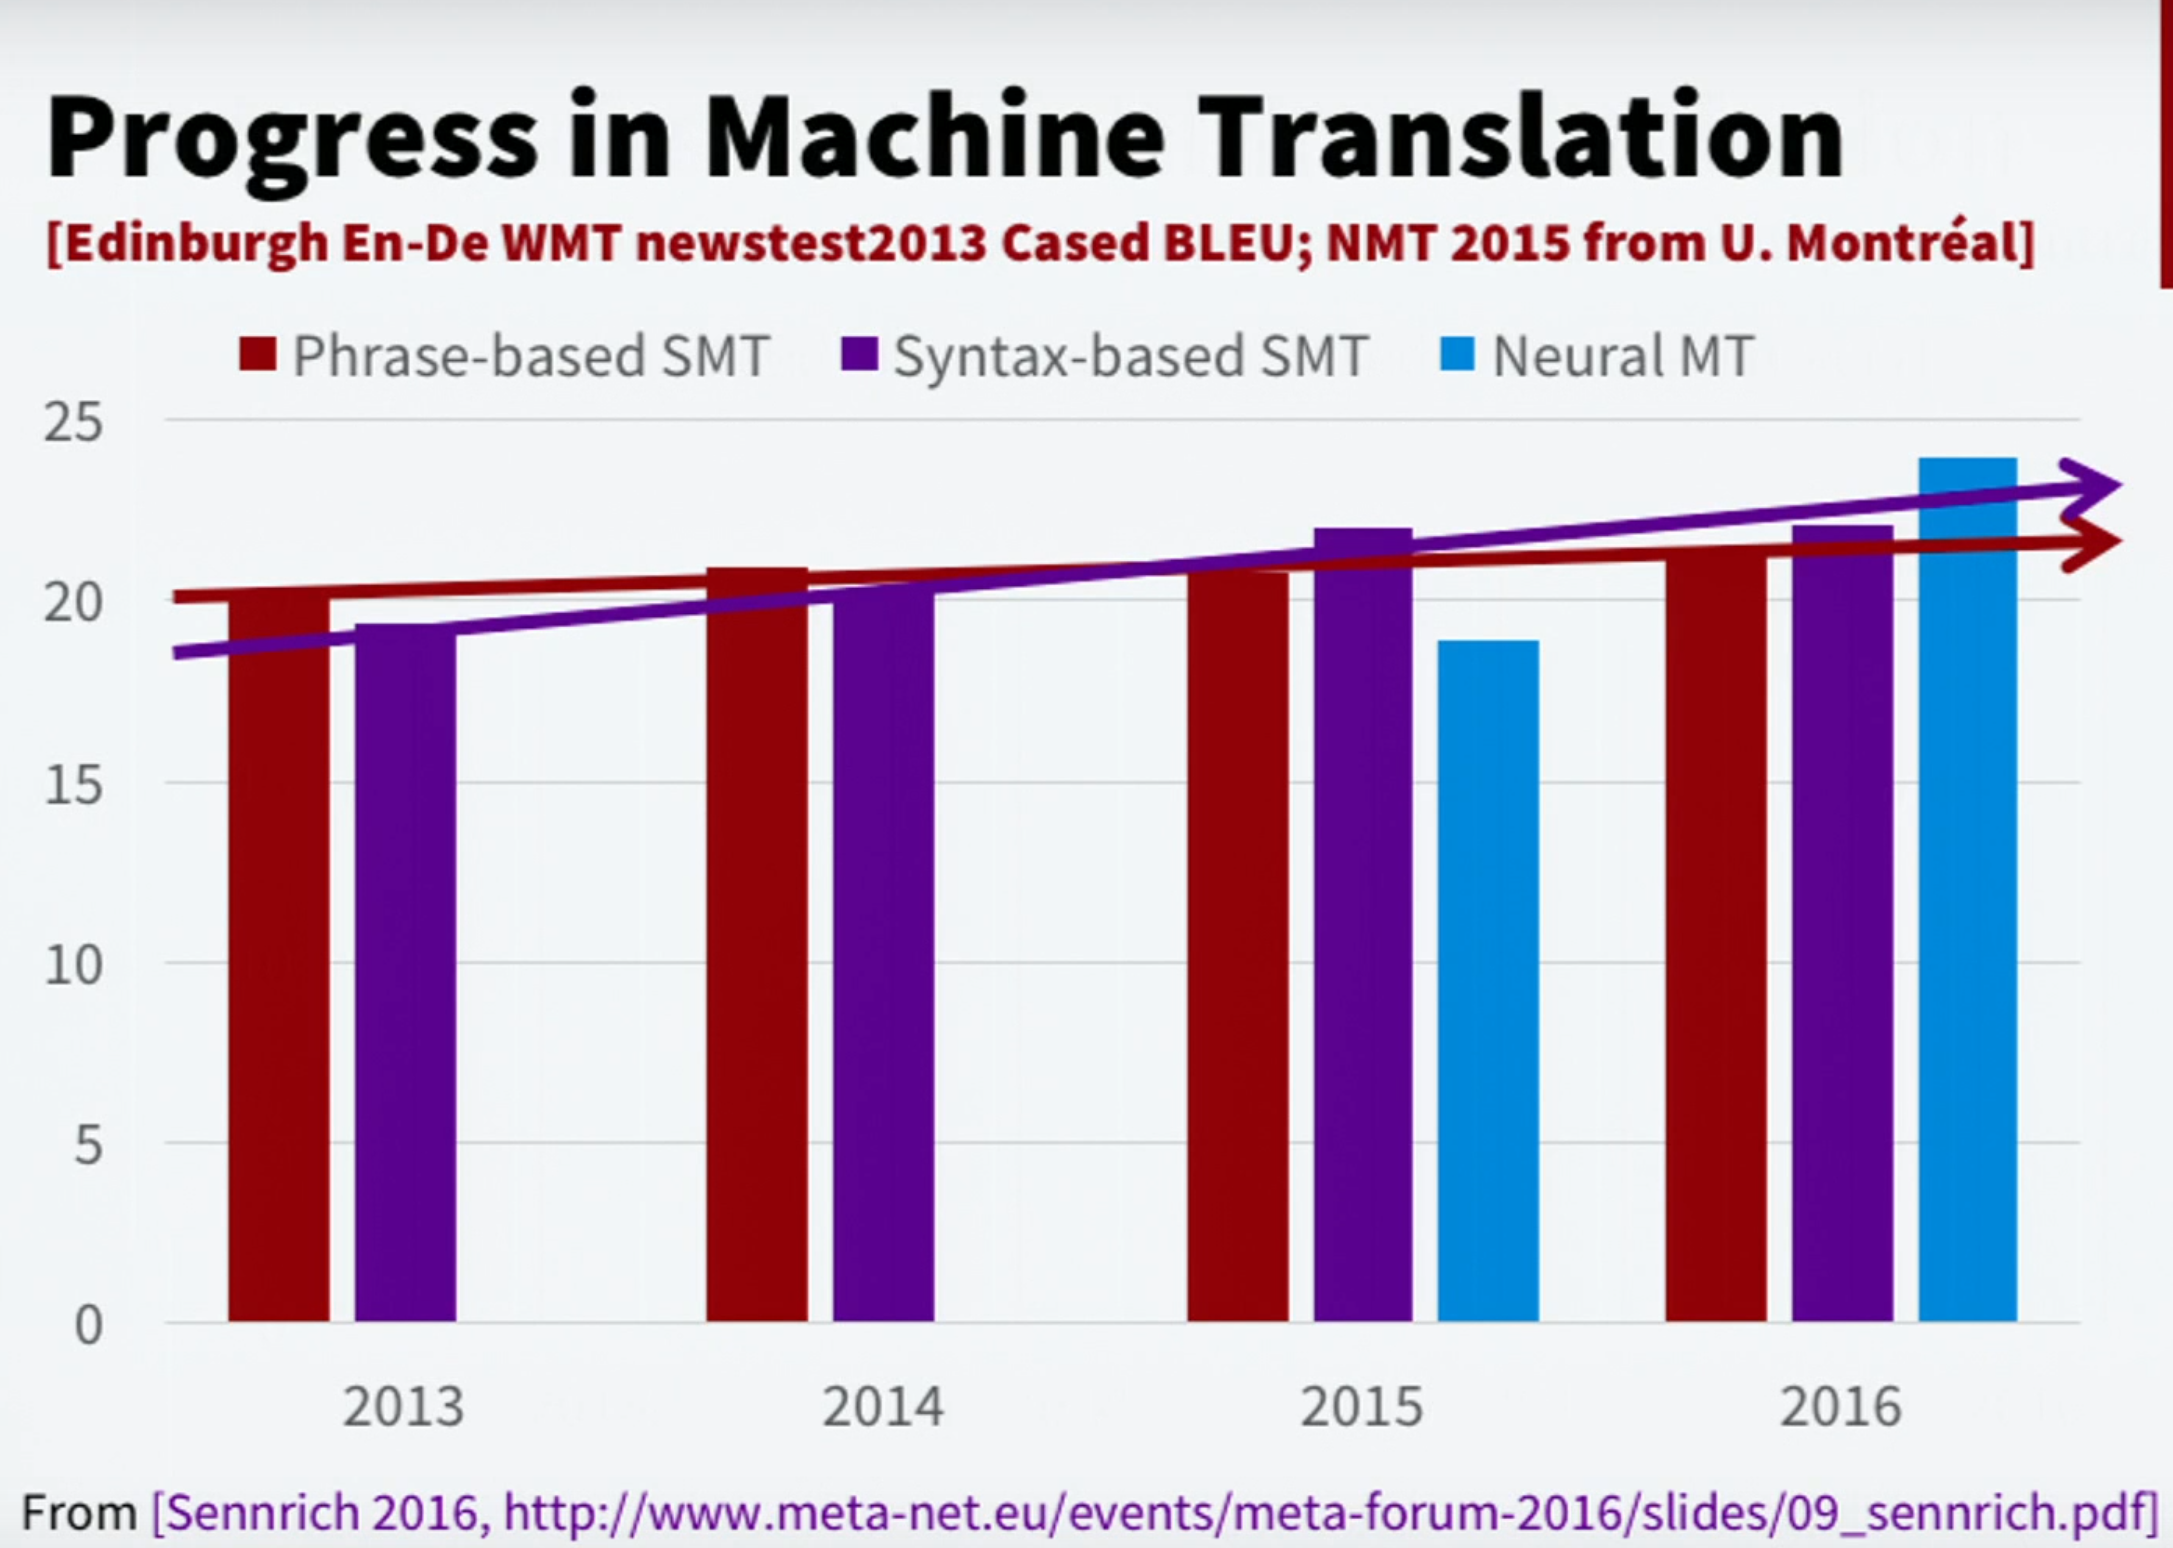 Progress in Machine Translation
[Edinburgh En-De WMT newstest2013 Cased BLEU; NMT 2015 from U. Montréal]
Phrase-based SMT Syntax-based SMT Neural MT
25
20
15
10
5
0
2013 2014 2015 2016
From [Sennrich 2016, http://www.meta-net.eu/events/meta-forum-2016/slides/09_sennrich.pdf]